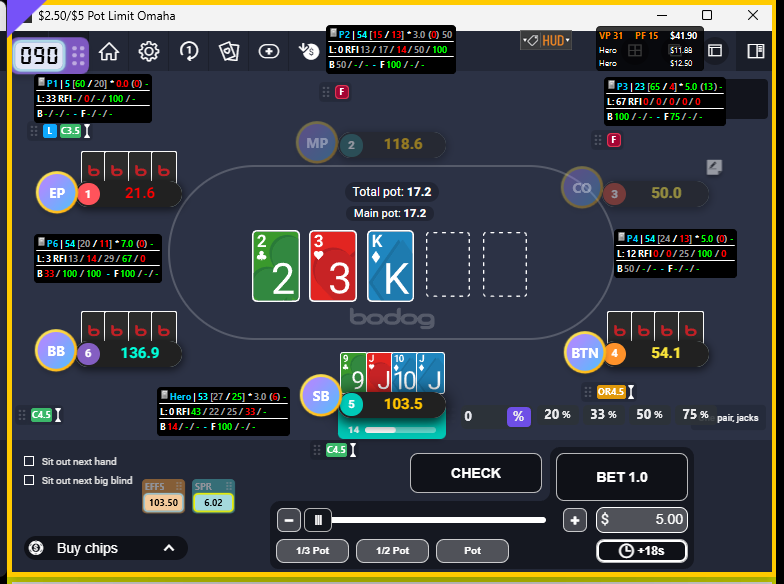 $2.50/$5 Pot Limit Omaha
090
1
HUD
VP 31 PF 15 $41.90
Hero $11.88
Hero $12.50
P2 | 54 [15 / 13] * 3.0 (0) 50
L: 0 RFI 13 / 17 / 14 / 50 / 100
B 50 / - / - - F 100 / - / -
P1 | 5 [60 / 20] * 0.0 (0) -
L: 33 RFI - / 0 / - / 100 / -
B - / - / - - F - / - / -
L C3.5
F
P3 | 23 [65 / 4] * 5.0 (13) -
L: 67 RFI 0 / 0 / 0 / 0 / 0
B 100 / - / - F 75 / - / -
F
MP 2 118.6
EP 1 21.6
CO 3 50.0
Total pot: 17.2
Main pot: 17.2
P6 | 54 [20 / 11] * 7.0 (0) -
L: 3 RFI 13 / 14 / 29 / 67 / 0
B 33 / 100 / 100 - F 100 / - / -
P4 | 54 [24 / 13] * 5.0 (0) -
L: 12 RFI 0 / 0 / 25 / 100 / 0
B 50 / - / - - F - / - / -
2 2
3 3
K K
bodog
BB 6 136.9
BTN 4 54.1
9 9 J J 10 10 J J
SB 5 103.5
14
Hero | 53 [27 / 25] * 3.0 (6) -
L: 0 RFI 43 / 22 / 25 / 33 / -
B 14 / - / - - F 100 / - / -
OR4.5
C4.5
C4.5
0 % 20 % 33 % 50 % 75 % pair, jacks
Sit out next hand
Sit out next big blind
EFFS 103.50
SPR 6.02
CHECK
BET 1.0
$ 5.00
1/3 Pot 1/2 Pot Pot
+18s
Buy chips